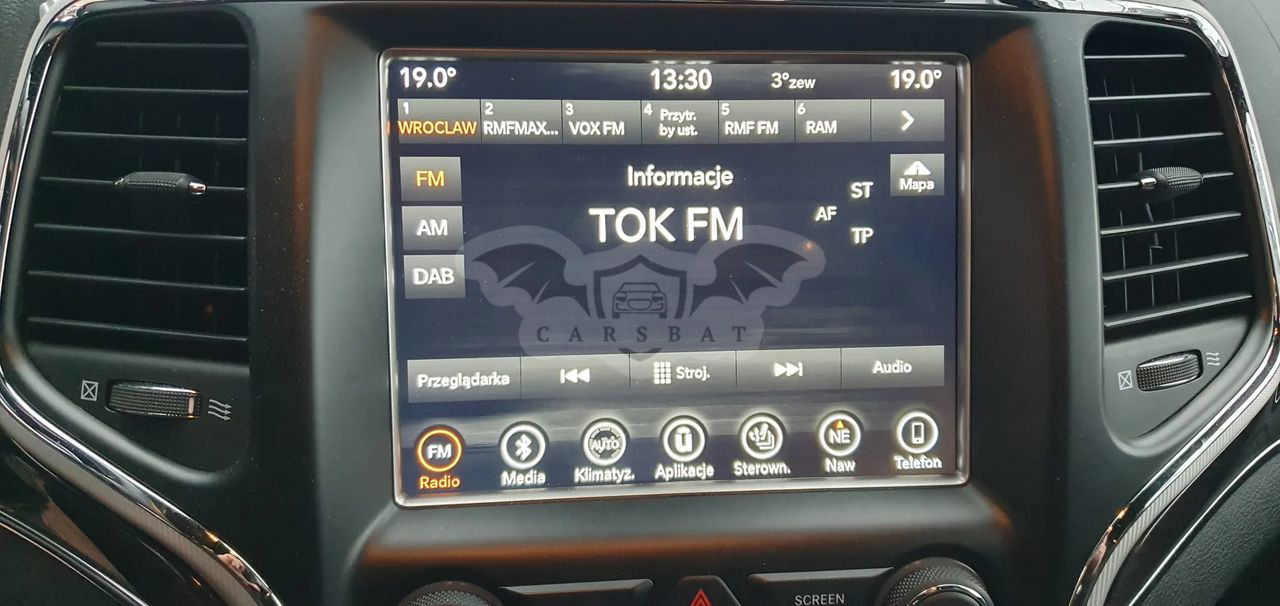 19.0° 13:30 3°zew 19.0°
1 2 3 4 5 6
WROCLAW RMFMAX... VOX FM Przytr. RMF FM RAM
by ust.
FM Informacje Mapa
ST
TOK FM AF
AM TP
DAB
CARSBAT
Przeglądarka Stroj. Audio
FM AUTO NE
Radio Media Klimatyz. Aplikacje Sterown. Naw Telefon
SCREEN